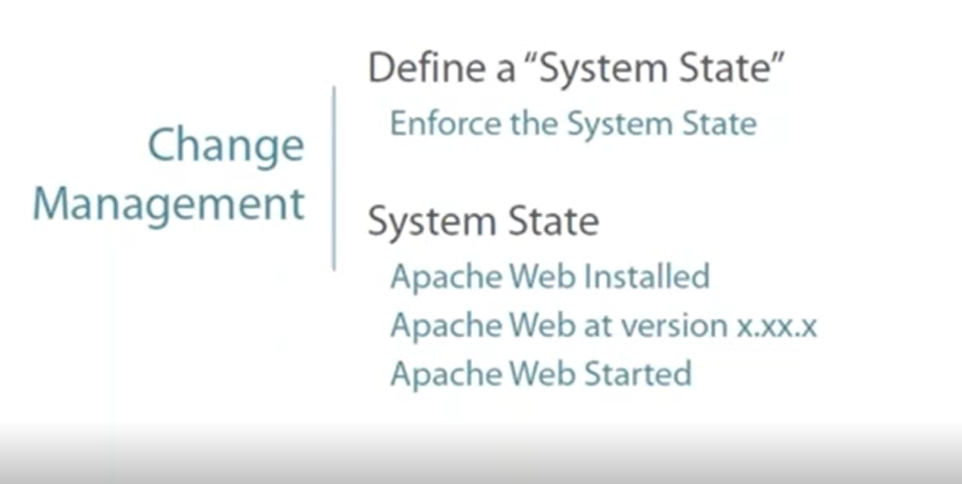 Change
Management
Define a “System State”
Enforce the System State
System State
Apache Web Installed
Apache Web at version x.xx.x
Apache Web Started